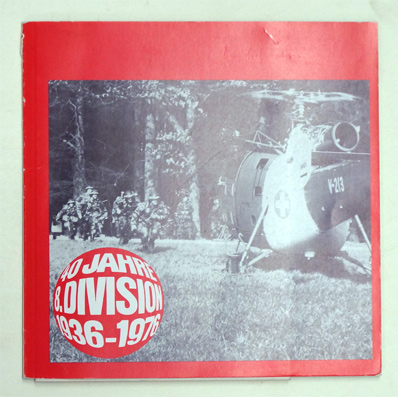 V-213
40 JAHRE
8. DIVISION
1936-1976